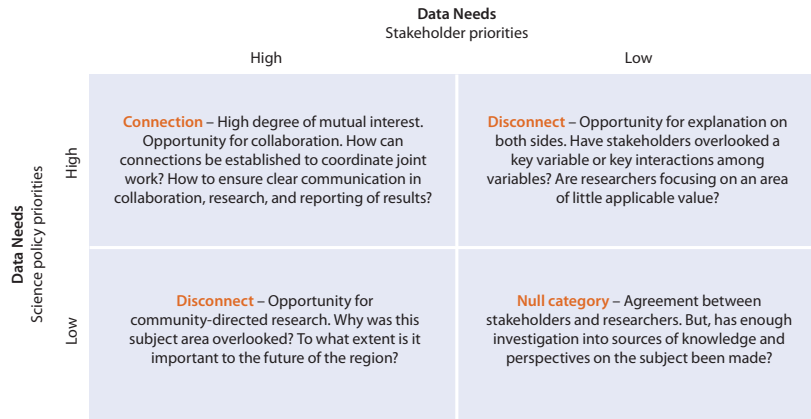 Data Needs
Stakeholder priorities
High
Low
Data Needs
Science policy priorities
High
Connection – High degree of mutual interest.
Opportunity for collaboration. How can
connections be established to coordinate joint
work? How to ensure clear communication in
collaboration, research, and reporting of results?
Disconnect – Opportunity for explanation on
both sides. Have stakeholders overlooked a
key variable or key interactions among
variables? Are researchers focusing on an area
of little applicable value?
Low
Disconnect – Opportunity for
community-directed research. Why was this
subject area overlooked? To what extent is it
important to the future of the region?
Null category – Agreement between
stakeholders and researchers. But, has enough
investigation into sources of knowledge and
perspectives on the subject been made?